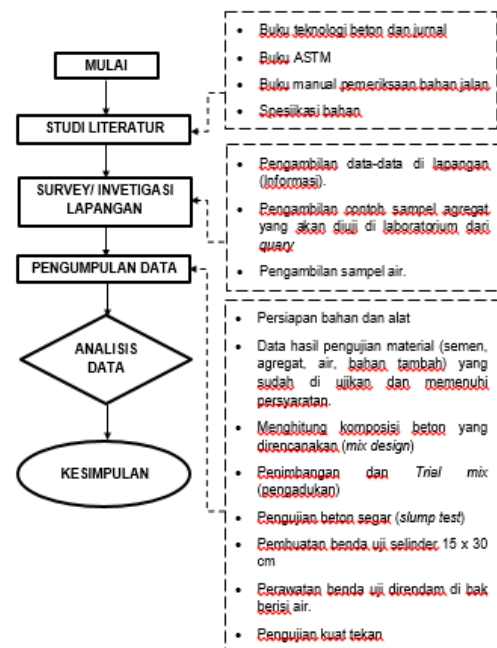 MULAI
STUDI LITERATUR
SURVEY/ INVETIGASI
LAPANGAN
PENGUMPULAN DATA
ANALISIS
DATA
KESIMPULAN
• Buku teknologi beton dan jurnal
• Buku ASTM
• Buku manual pemeriksaan bahan jalan
• Spesiikasi bahan
• Pengambilan data-data di lapangan
(Informasi).
• Pengambilan contoh sampel agregat
yang akan diuji di laboratorium dari
query
• Pengambilan sampel air.
• Persiapan bahan dan alat
• Data hasil pengujian material (semen,
agregat, air, bahan tambah) yang
sudah di ujikan dan memenuhi
persyaratan.
• Menghitung komposisi beton yang
direncanakan (mix design)
• Penimbangan dan Trial mix
(pengadukan)
• Pengujian beton segar (slump test)
• Pembuatan benda uji selinder 15 x 30
cm
• Perawatan benda uji direndam di bak
berisi air.
• Pengujian kuat tekan